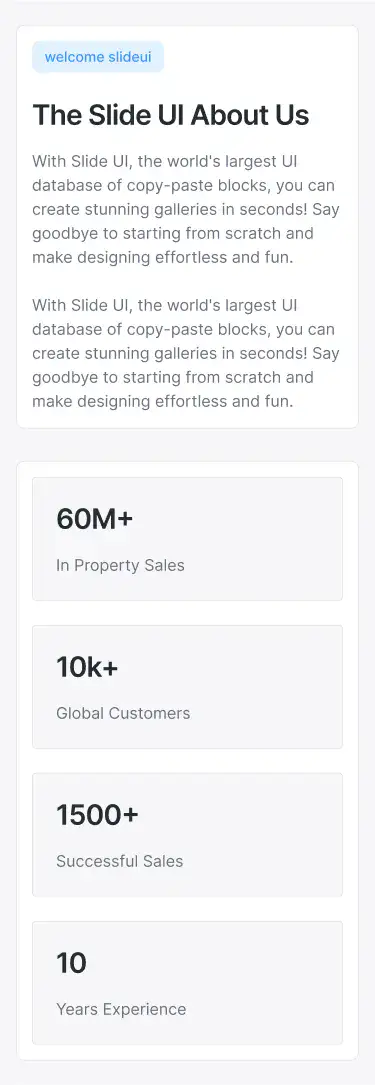 welcome slideui
The Slide UI About Us
With Slide UI, the world's largest UI
database of copy-paste blocks, you can
create stunning galleries in seconds! Say
goodbye to starting from scratch and
make designing effortless and fun.
With Slide UI, the world's largest UI
database of copy-paste blocks, you can
create stunning galleries in seconds! Say
goodbye to starting from scratch and
make designing effortless and fun.
60M+
In Property Sales
10k+
Global Customers
1500+
Successful Sales
10
Years Experience